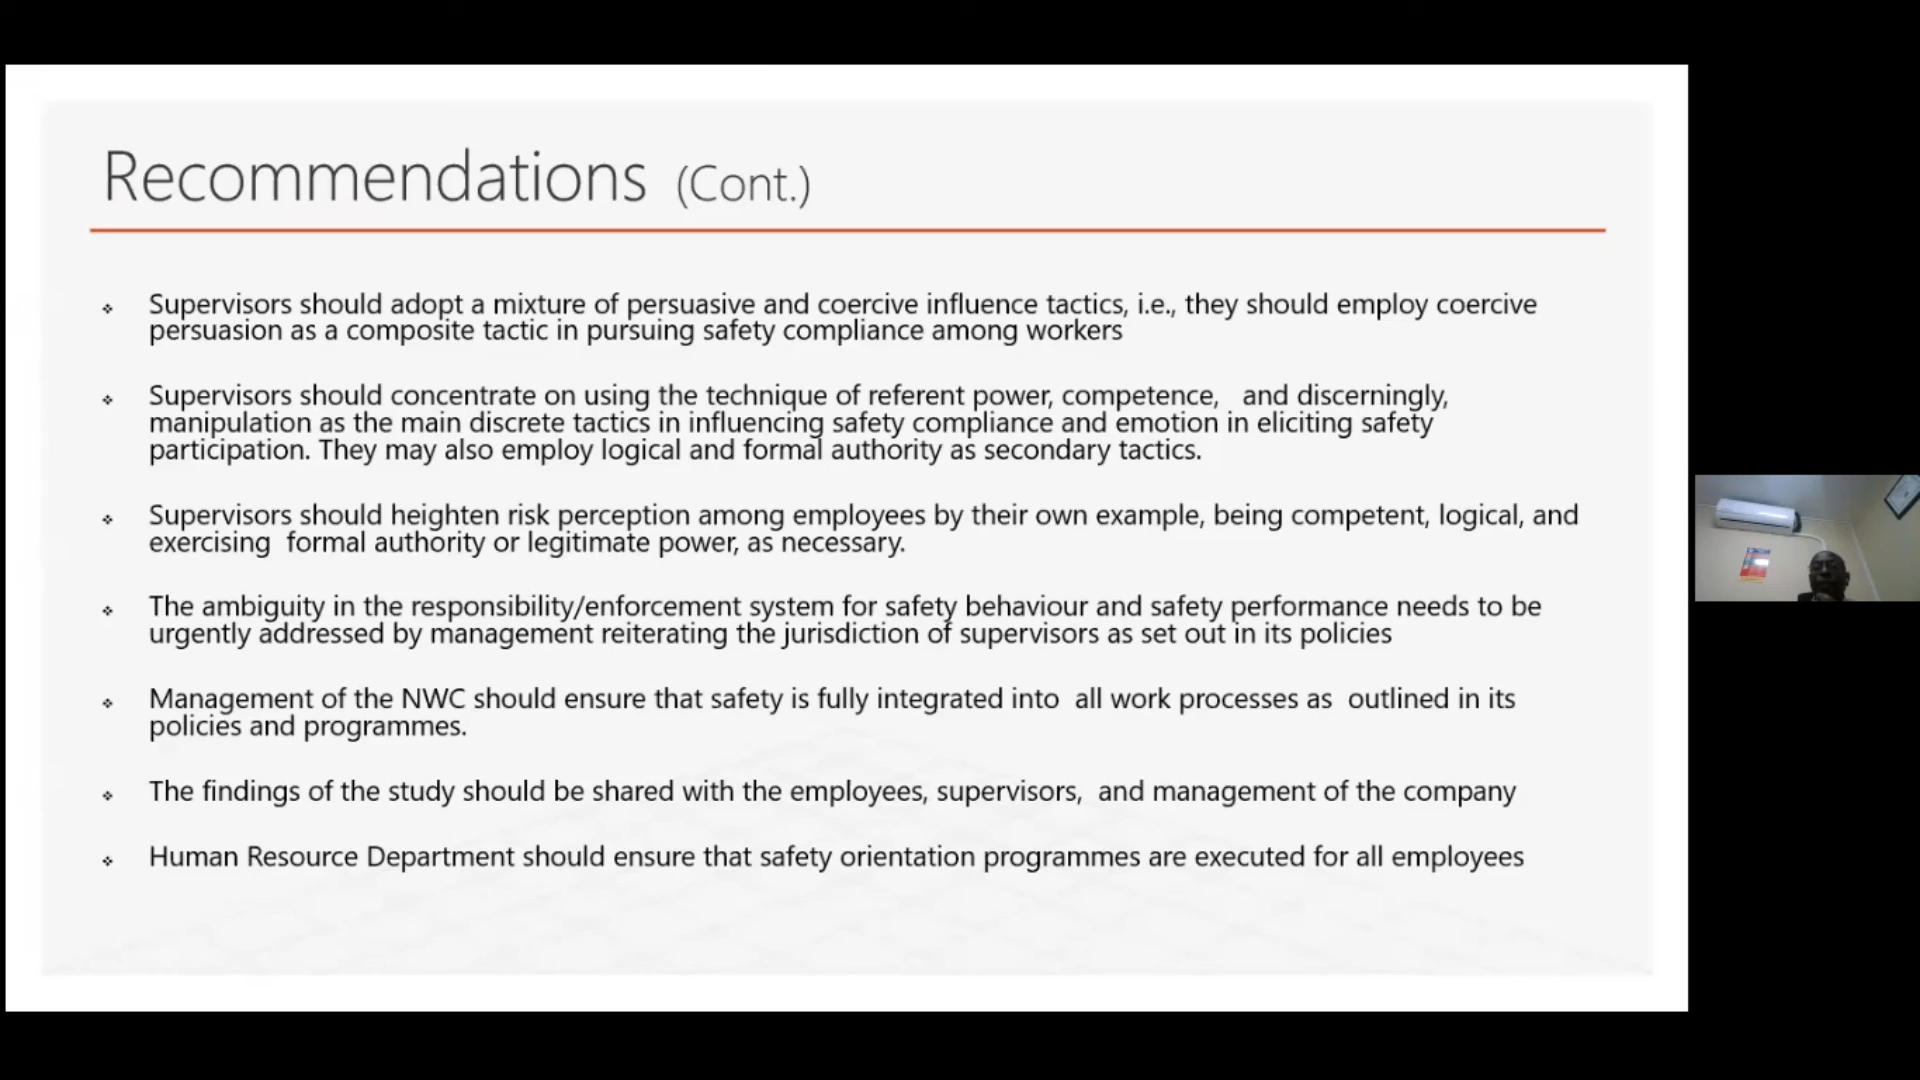 Recommendations (Cont.)
Supervisors should adopt a mixture of persuasive and coercive influence tactics, i.e., they should employ coercive
persuasion as a composite tactic in pursuing safety compliance among workers
Supervisors should concentrate on using the technique of referent power, competence, and discerningly,
manipulation as the main discrete tactics in influencing safety compliance and emotion in eliciting safety
participation. They may also employ logical and formal authority as secondary tactics.
Supervisors should heighten risk perception among employees by their own example, being competent, logical, and
exercising formal authority or legitimate power, as necessary.
The ambiguity in the responsibility/enforcement system for safety behaviour and safety performance needs to be
urgently addressed by management reiterating the jurisdiction of supervisors as set out in its policies
Management of the NWC should ensure that safety is fully integrated into all work processes as outlined in its
policies and programmes.
The findings of the study should be shared with the employees, supervisors, and management of the company
Human Resource Department should ensure that safety orientation programmes are executed for all employees